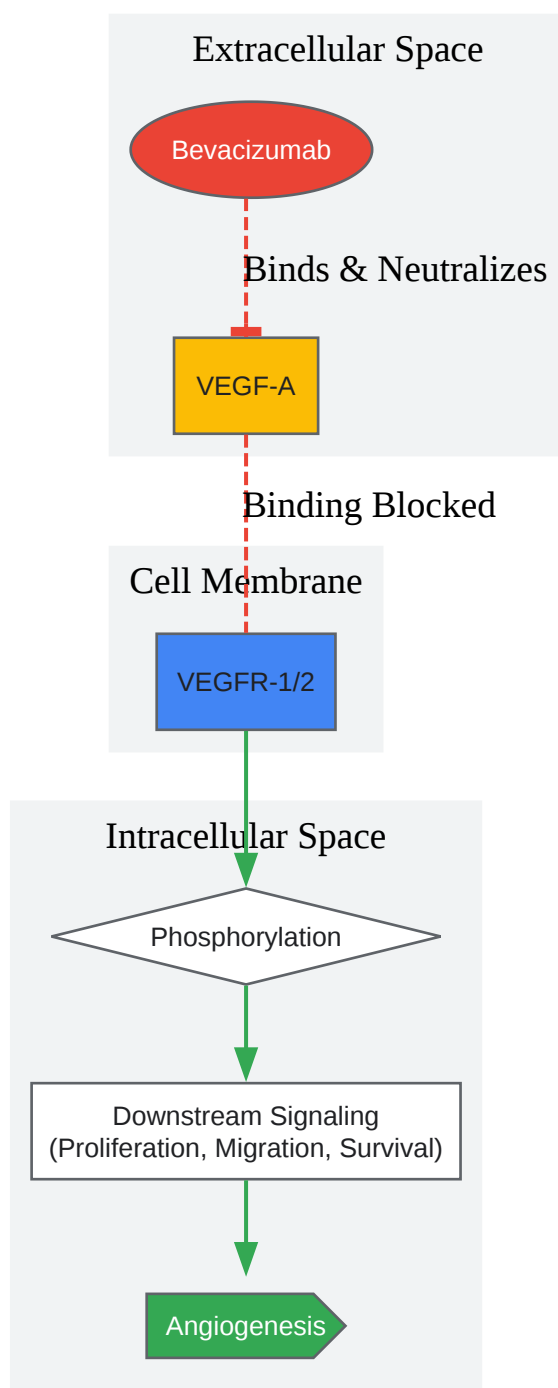 Extracellular Space
Bevacizumab
Binds & Neutralizes
VEGF-A
Binding Blocked
Cell Membrane
VEGFR-1/2
Intracellular Space
Phosphorylation
Downstream Signaling
(Proliferation, Migration, Survival)
Angiogenesis